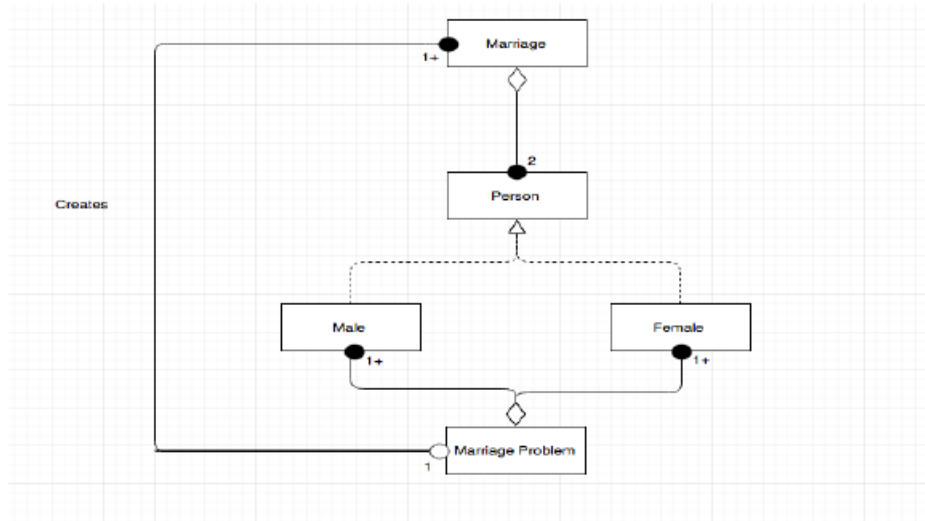 Marriage
1+
2
Person
Creates
Male
Female
1+
1+
Marriage Problem
1